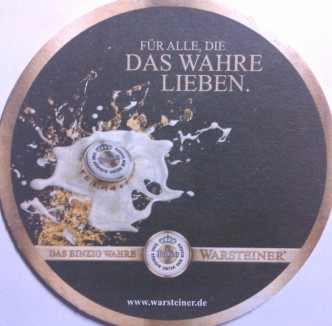 FÜR ALLE, DIE
DAS WAHRE
LIEBEN.
DAS EINZIG WAHRE WARSTEINER®
www.warsteiner.de